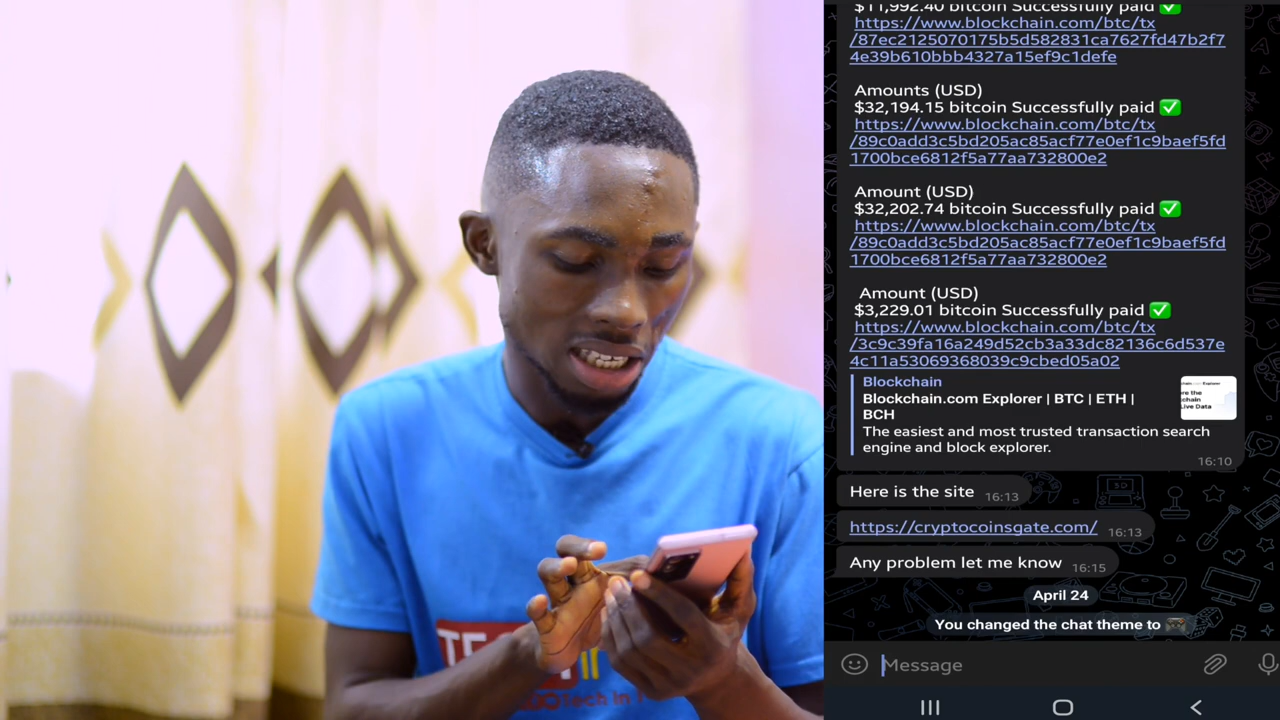 $11,992.40 bitcoin Successfully paid ✅
https://www.blockchain.com/btc/tx
/87ec2125070175b5d582831ca7627fd47b2f7
4e39b610bbb4327a15ef9c1defe
Amounts (USD)
$32,194.15 bitcoin Successfully paid ✅
https://www.blockchain.com/btc/tx
/89c0add3c5bd205ac85acf77e0ef1c9baef5fd
1700bce6812f5a77aa732800e2
Amount (USD)
$32,202.74 bitcoin Successfully paid ✅
https://www.blockchain.com/btc/tx
/89c0add3c5bd205ac85acf77e0ef1c9baef5fd
1700bce6812f5a77aa732800e2
Amount (USD)
$3,229.01 bitcoin Successfully paid ✅
https://www.blockchain.com/btc/tx
/3c9c39fa16a249d52cb3a33dc82136c6d537e
4c11a53069368039c9cbed05a02
Blockchain
Blockchain.com Explorer | BTC | ETH |
BCH
The easiest and most trusted transaction search
engine and block explorer.
16:10
Here is the site 16:13
https://cryptocoinsgate.com/ 16:13
Any problem let me know 16:15
April 24
You changed the chat theme to 🎮
Message